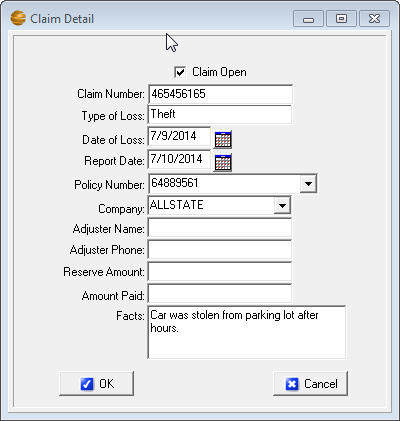 Claim Detail
Claim Open
Claim Number: 465456165
Type of Loss: Theft
Date of Loss: 7/9/2014
Report Date: 7/10/2014
Policy Number: 64889561
Company: ALLSTATE
Adjuster Name:
Adjuster Phone:
Reserve Amount:
Amount Paid:
Facts: Car was stolen from parking lot after
hours.
OK Cancel